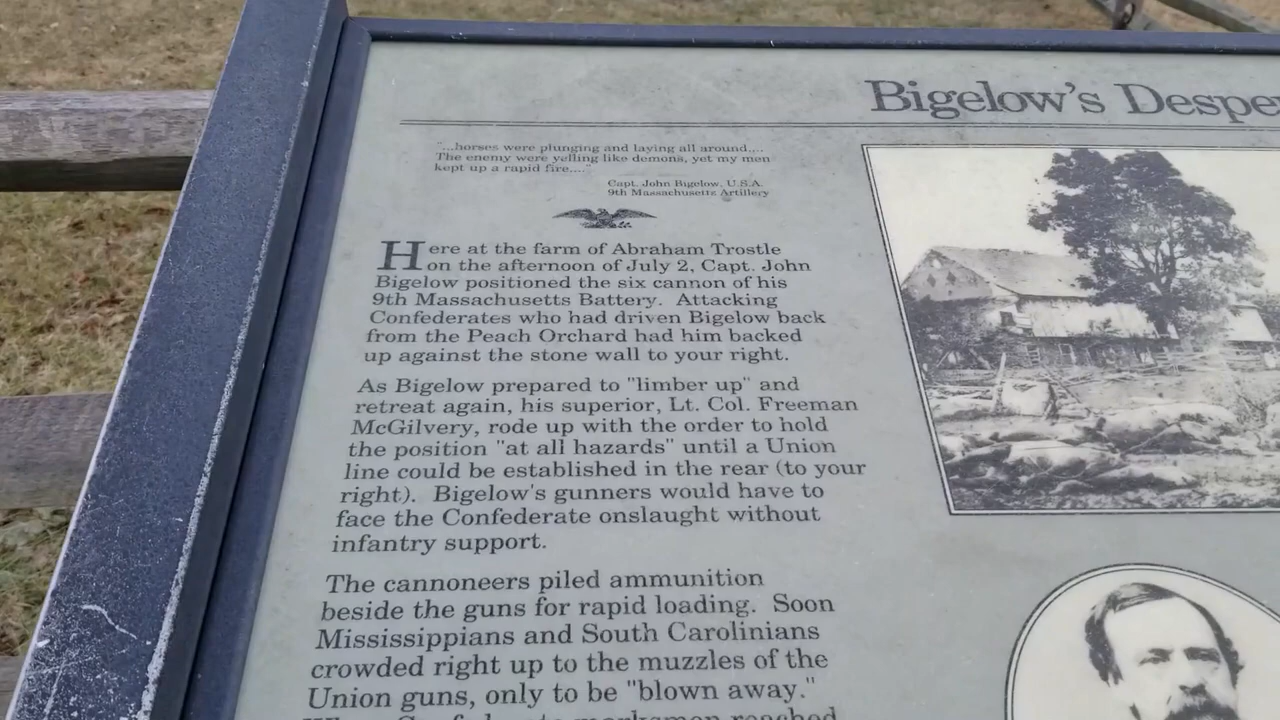 Bigelow's
"...horses were plunging and laying all around....
The enemy were yelling like demons, yet my men
kept up a rapid fire...."
Capt. John Bigelow, U.S.A.
9th Massachusetts Artillery
Here at the farm of Abraham Trostle
on the afternoon of July 2, Capt. John
Bigelow positioned the six cannon of his
9th Massachusetts Battery. Attacking
Confederates who had driven Bigelow back
from the Peach Orchard had him backed
up against the stone wall to your right.
As Bigelow prepared to "limber up" and
retreat again, his superior, Lt. Col. Freeman
McGilvery, rode up with the order to hold
the position "at all hazards" until a Union
line could be established in the rear (to your
right). Bigelow's gunners would have to
face the Confederate onslaught without
infantry support.
The cannoneers piled ammunition
beside the guns for rapid loading. Soon
Mississippians and South Carolinians
crowded right up to the muzzles of the
Union guns, only to be "blown away."